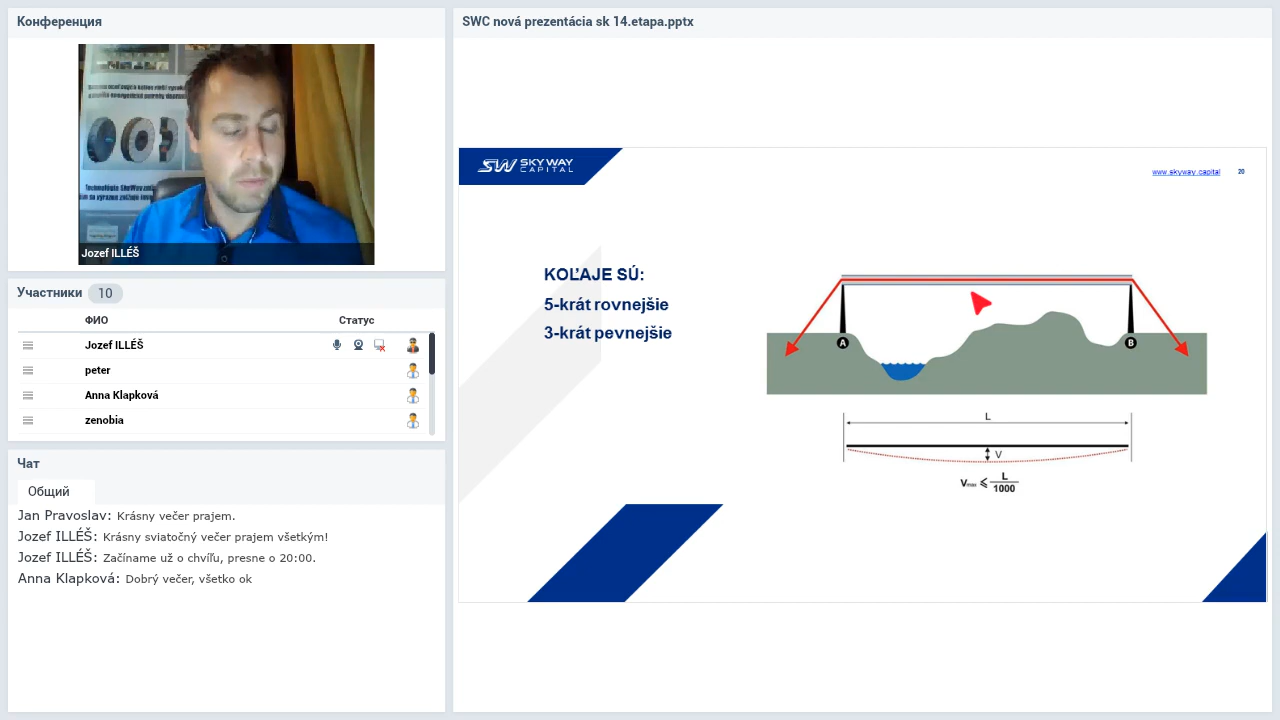 Конференция
Jozef ILLÉŠ
Участники 10
ФИО Статус
Jozef ILLÉŠ
peter
Anna Klapková
zenobia
Чат
Общий
Jan Pravoslav: Krásny večer prajem.
Jozef ILLÉŠ: Krásny sviatočný večer prajem všetkým!
Jozef ILLÉŠ: Začíname už o chvíľu, presne o 20:00.
Anna Klapková: Dobrý večer, všetko ok
SWC nová prezentácia sk 14.etapa.pptx
SW SKY WAY
CAPITAL
www.skyway.capital 20
KOĽAJE SÚ:
5-krát rovnejšie
3-krát pevnejšie
A B
L
V
Vmax ⩽ L
1000